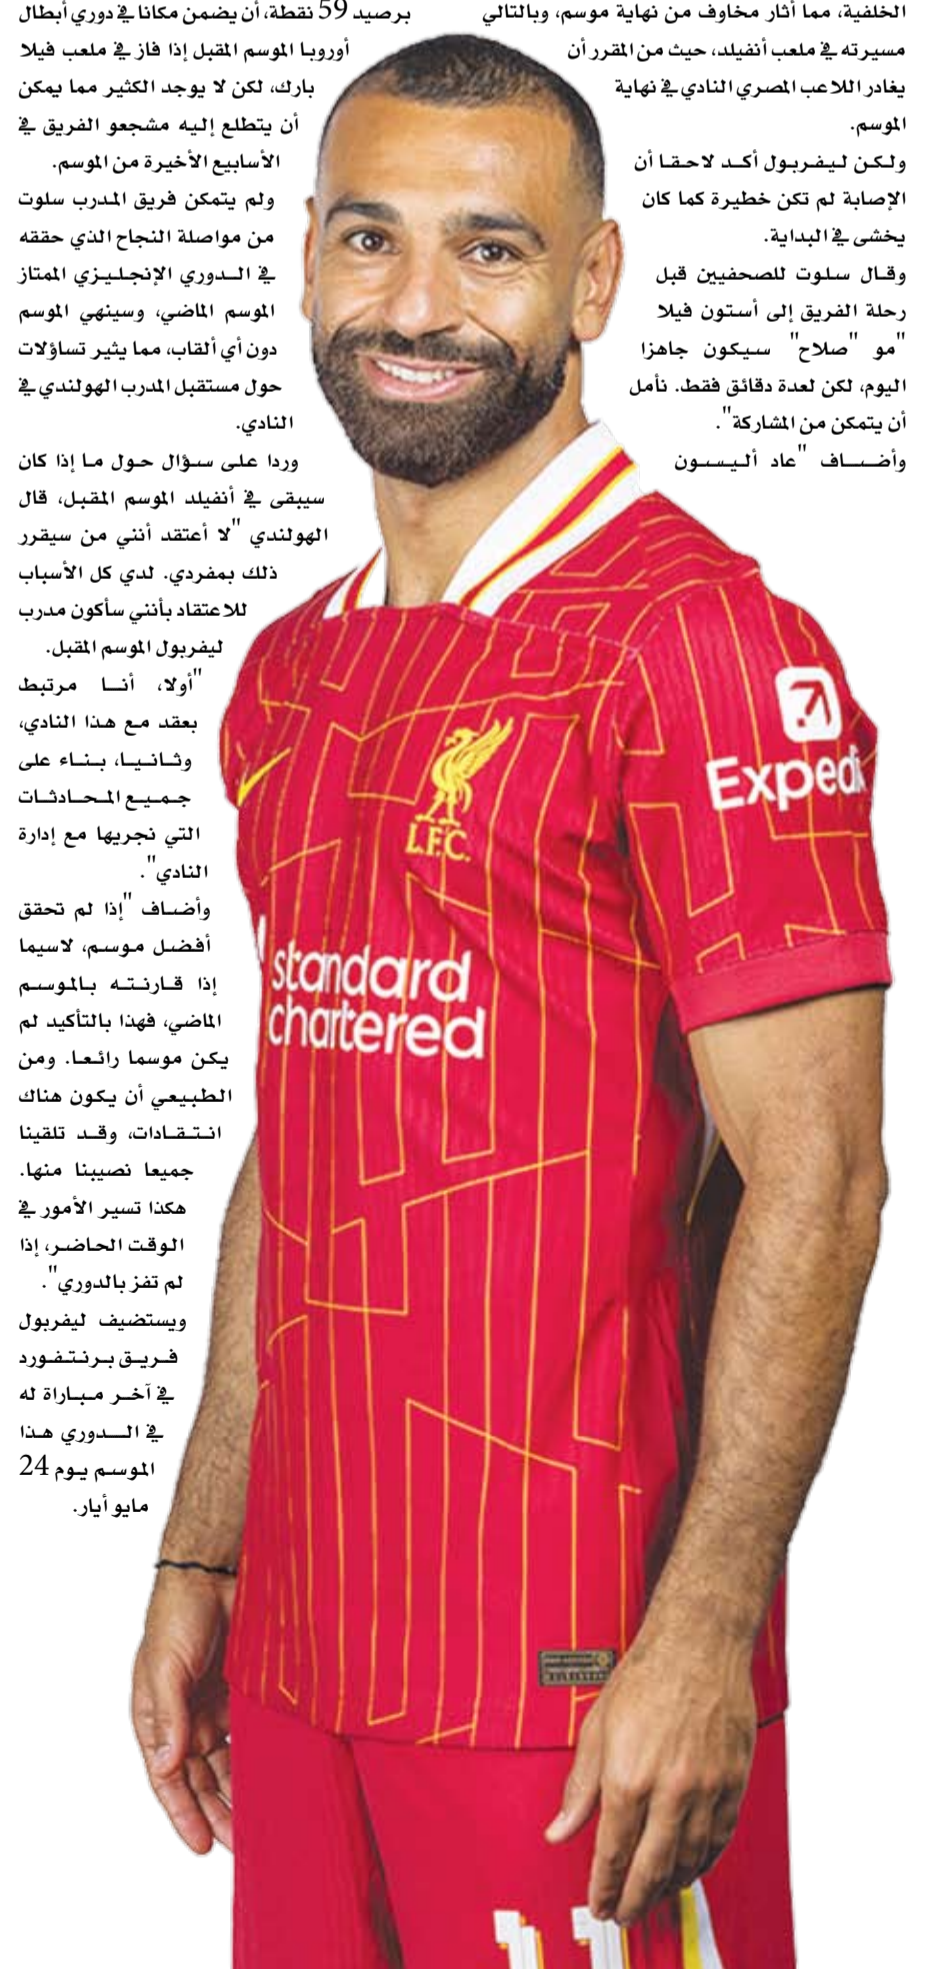 الخلفية، مما أثار مخاوف من نهاية موسم، وبالتالي
مسيرته في ملعب أنفيلد، حيث من المقرر أن
يغادر اللاعب المصري النادي في نهاية
الموسم.
ولكن ليفربول أكد لاحقا أن
الإصابة لم تكن خطيرة كما كان
يخشى في البداية.
وقال سلوت للصحفيين قبل
رحلة الفريق إلى أستون فيلا
"مو "صلاح" سيكون جاهزا
اليوم، لكن لعدة دقائق فقط. نأمل
أن يتمكن من المشاركة".
وأضاف "عاد أليسون
برصيد 59 نقطة، أن يضمن مكانا في دوري أبطال
أوروبا الموسم المقبل إذا فاز في ملعب فيلا
بارك، لكن لا يوجد الكثير مما يمكن
أن يتطلع إليه مشجعو الفريق في
الأسابيع الأخيرة من الموسم.
ولم يتمكن فريق المدرب سلوت
من مواصلة النجاح الذي حققه
في الدوري الإنجليزي الممتاز
الموسم الماضي، وسينهي الموسم
دون أي ألقاب، مما يثير تساؤلات
حول مستقبل المدرب الهولندي في
النادي.
وردا على سؤال حول ما إذا كان
سيبقى في أنفيلد الموسم المقبل، قال
الهولندي "لا أعتقد أنني من سيقرر
ذلك بمفردي. لدي كل الأسباب
للاعتقاد بأنني سأكون مدرب
ليفربول الموسم المقبل.
"أولا، أنا مرتبط
بعقد مع هذا النادي،
وثانيا، بناء على
جميع المحادثات
التي نجريها مع إدارة
النادي".
وأضاف "إذا لم تحقق
أفضل موسم، لاسيما
إذا قارنته بالموسم
الماضي، فهذا بالتأكيد لم
يكن موسما رائعا. ومن
الطبيعي أن يكون هناك
انتقادات، وقد تلقينا
جميعا نصيبنا منها.
هكذا تسير الأمور في
الوقت الحاضر، إذا
لم تفز بالدوري".
ويستضيف ليفربول
فريق برنتفورد
في آخر مباراة له
في الدوري هذا
الموسم يوم 24
مايو أيار.
Expedi
L.F.C.
standard
chartered
11